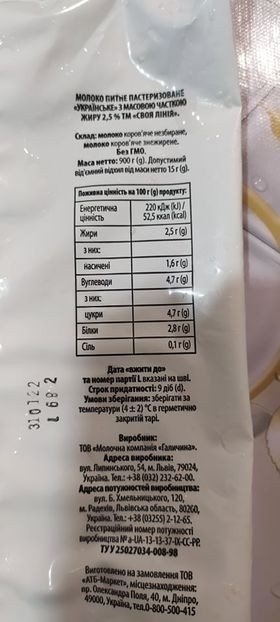 МОЛОКО ПИТНЕ ПАСТЕРИЗОВАНЕ
«УКРАЇНСЬКЕ» З МАСОВОЮ ЧАСТКОЮ
ЖИРУ 2,5 % ТМ «СВОЯ ЛІНІЯ».
Склад: молоко коров'яче незбиране,
молоко коров'яче знежирене.
Без ГМО.
Маса нетто: 900 г (g). Допустимий
від'ємний відхил від маси нетто 15 г (g).
Поживна цінність на 100 г (g) продукту:
Енергетична цінність 220 кДж (kJ) / 52,5 ккал (kcal)
Жири 2,5 г (g)
з них:
насичені 1,6 г (g)
Вуглеводи 4,7 г (g)
з них:
цукри 4,7 г (g)
Білки 2,8 г (g)
Сіль 0,1 г (g)
Дата «вжити до»
та номер партії L вказані на шві.
Строк придатності: 9 діб (d).
Умови зберігання: зберігати за
температури (4 ± 2) °С в герметично
закритій тарі.
310122
L 682
Виробник:
ТОВ «Молочна компанія «Галичина».
Адреса виробника:
вул. Липинського, 54, м. Львів, 79024,
Україна. Тел.: +38 (032) 232-62-00.
Адреса потужностей виробництва:
вул. Б. Хмельницького, 120,
м. Радехів, Львівська область, 80200,
Україна. Тел.: +38 (03255) 2-12-65.
Реєстраційний номер потужності
виробництва № a-UA-13-13-37-IX-CC-PP.
ТУ У 25027034-008-98
Виготовлено на замовлення ТОВ
«АТБ-Маркет», місцезнаходження:
пр. Олександра Поля, 40, м. Дніпро,
49000, Україна, тел.0-800-500-415